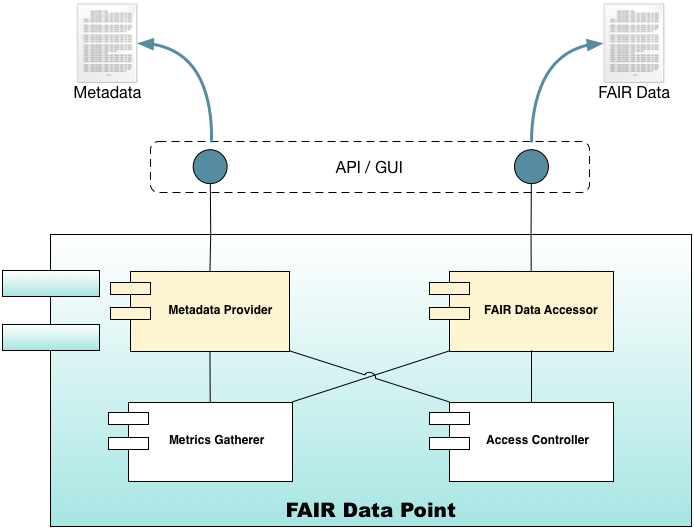 Metadata
FAIR Data
API / GUI
Metadata Provider
FAIR Data Accessor
Metrics Gatherer
Access Controller
FAIR Data Point